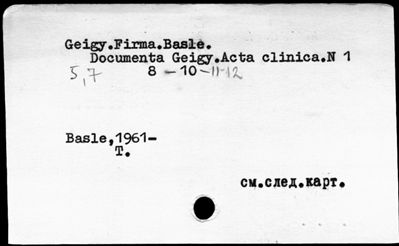 Geigy.Firma.Basle.
Documenta Geigy.Acta clinica.N 1
5,7 8 -10-11-12
Basle,1961-
T.
см.след.карт.